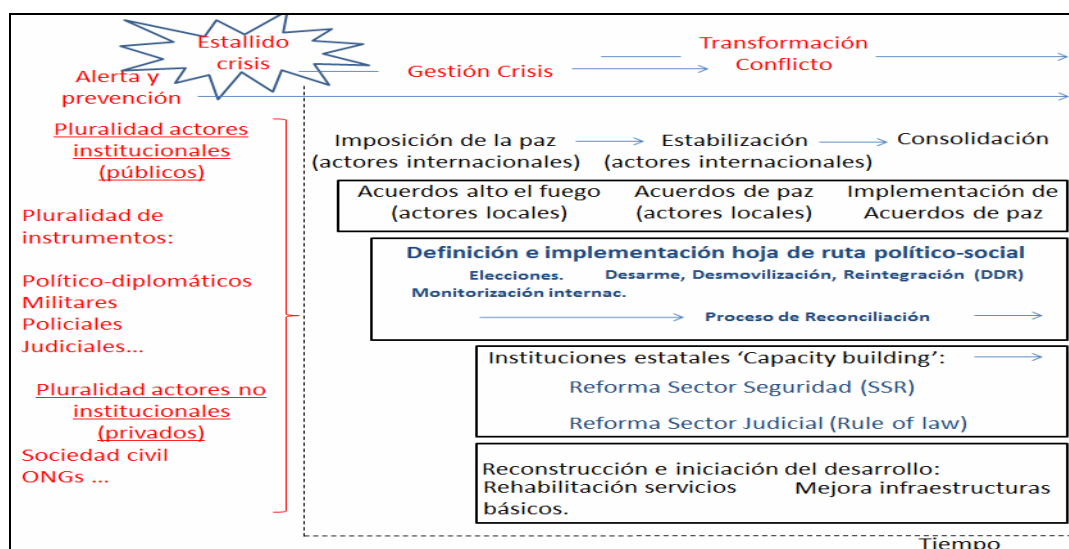 Estallido
crisis
Transformación
Conflicto
Gestión Crisis
Alerta y
prevención
Pluralidad actores
institucionales
(públicos)
Pluralidad de
instrumentos:
Político-diplomáticos
Militares
Policiales
Judiciales...
Pluralidad actores no
institucionales
(privados)
Sociedad civil
ONGs ...
Imposición de la paz
(actores internacionales)
Estabilización
(actores internacionales)
Consolidación
Acuerdos alto el fuego
(actores locales)
Acuerdos de paz
(actores locales)
Implementación de
Acuerdos de paz
Definición e implementación hoja de ruta político-social
Elecciones. Desarme, Desmovilización, Reintegración (DDR)
Monitorización internac.
Proceso de Reconciliación
Instituciones estatales ‘Capacity building’:
Reforma Sector Seguridad (SSR)
Reforma Sector Judicial (Rule of law)
Reconstrucción e iniciación del desarrollo:
Rehabilitación servicios Mejora infraestructuras
básicos.
Tiempo